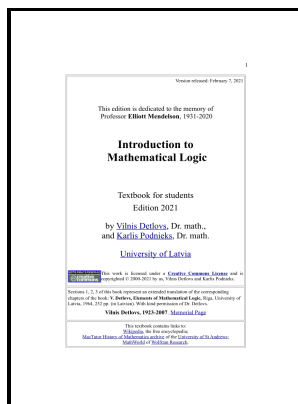 1
Version released: February 7, 2021
This edition is dedicated to the memory of
Professor Elliott Mendelson, 1931-2020
Introduction to
Mathematical Logic
Textbook for students
Edition 2021
by Vilnis Detlovs, Dr. math.,
and Karlis Podnieks, Dr. math.
University of Latvia
This work is licensed under a Creative Commons License and is
copyrighted © 2000-2021 by us, Vilnis Detlovs and Karlis Podnieks.
Sections 1, 2, 3 of this book represent an extended translation of the corresponding
chapters of the book: V. Detlovs, Elements of Mathematical Logic, Riga, University of
Latvia, 1964, 252 pp. (in Latvian). With kind permission of Dr. Detlovs.
Vilnis Detlovs, 1923-2007. Memorial Page
This textbook contains links to:
Wikipedia, the free encyclopedia;
MacTutor History of Mathematics archive of the University of St Andrews;
MathWorld of Wolfram Research.